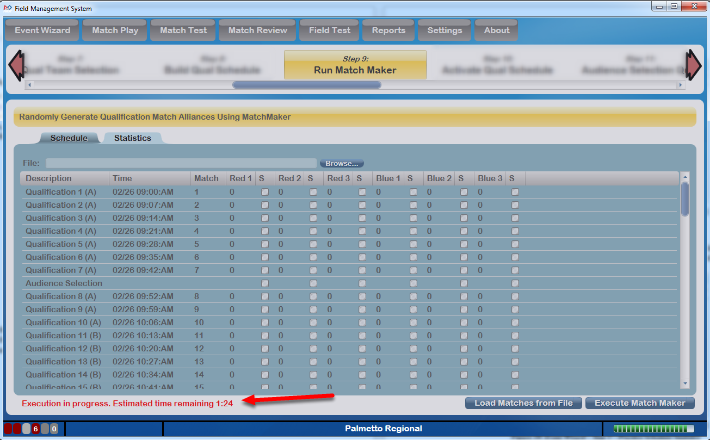 Field Management System
Event Wizard Match Play Match Test Match Review Field Test Reports Settings About
Step 7: Step 8: Step 9: Step 10: Step 11:
Qual Team Selection Build Qual Schedule Run Match Maker Activate Qual Schedule Audience Selection
Randomly Generate Qualification Match Alliances Using MatchMaker
Schedule Statistics
File: Browse...
Description Time Match Red 1 S Red 2 S Red 3 S Blue 1 S Blue 2 S Blue 3 S
Qualification 1 (A) 02/26 09:00:AM 1 0 0 0 0 0 0
Qualification 2 (A) 02/26 09:07:AM 2 0 0 0 0 0 0
Qualification 3 (A) 02/26 09:14:AM 3 0 0 0 0 0 0
Qualification 4 (A) 02/26 09:21:AM 4 0 0 0 0 0 0
Qualification 5 (A) 02/26 09:28:AM 5 0 0 0 0 0 0
Qualification 6 (A) 02/26 09:35:AM 6 0 0 0 0 0 0
Qualification 7 (A) 02/26 09:42:AM 7 0 0 0 0 0 0
Audience Selection
Qualification 8 (A) 02/26 09:52:AM 8 0 0 0 0 0 0
Qualification 9 (A) 02/26 09:59:AM 9 0 0 0 0 0 0
Qualification 10 (A) 02/26 10:06:AM 10 0 0 0 0 0 0
Qualification 11 (B) 02/26 10:13:AM 11 0 0 0 0 0 0
Qualification 12 (B) 02/26 10:20:AM 12 0 0 0 0 0 0
Qualification 13 (B) 02/26 10:27:AM 13 0 0 0 0 0 0
Qualification 14 (B) 02/26 10:34:AM 14 0 0 0 0 0 0
Qualification 15 (B) 02/26 10:41:AM 15 0 0 0 0 0 0
Execution in progress. Estimated time remaining 1:24 Load Matches from File Execute Match Maker
6 0 Palmetto Regional